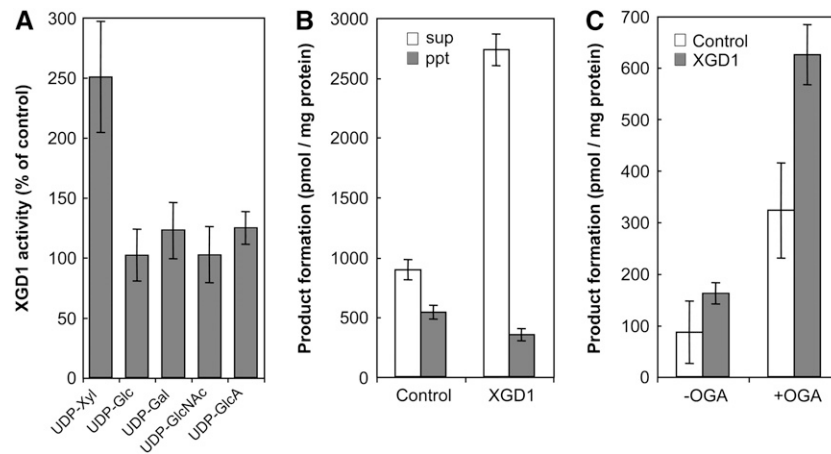 A
XGD1 activity (% of control)
300
250
200
150
100
50
0
UDP-Xyl
UDP-Glc
UDP-Gal
UDP-GlcNAc
UDP-GlcA
B
Product formation (pmol / mg protein)
3000
2500
2000
1500
1000
500
0
sup
ppt
Control
XGD1
C
Product formation (pmol / mg protein)
700
600
500
400
300
200
100
0
Control
XGD1
-OGA
+OGA